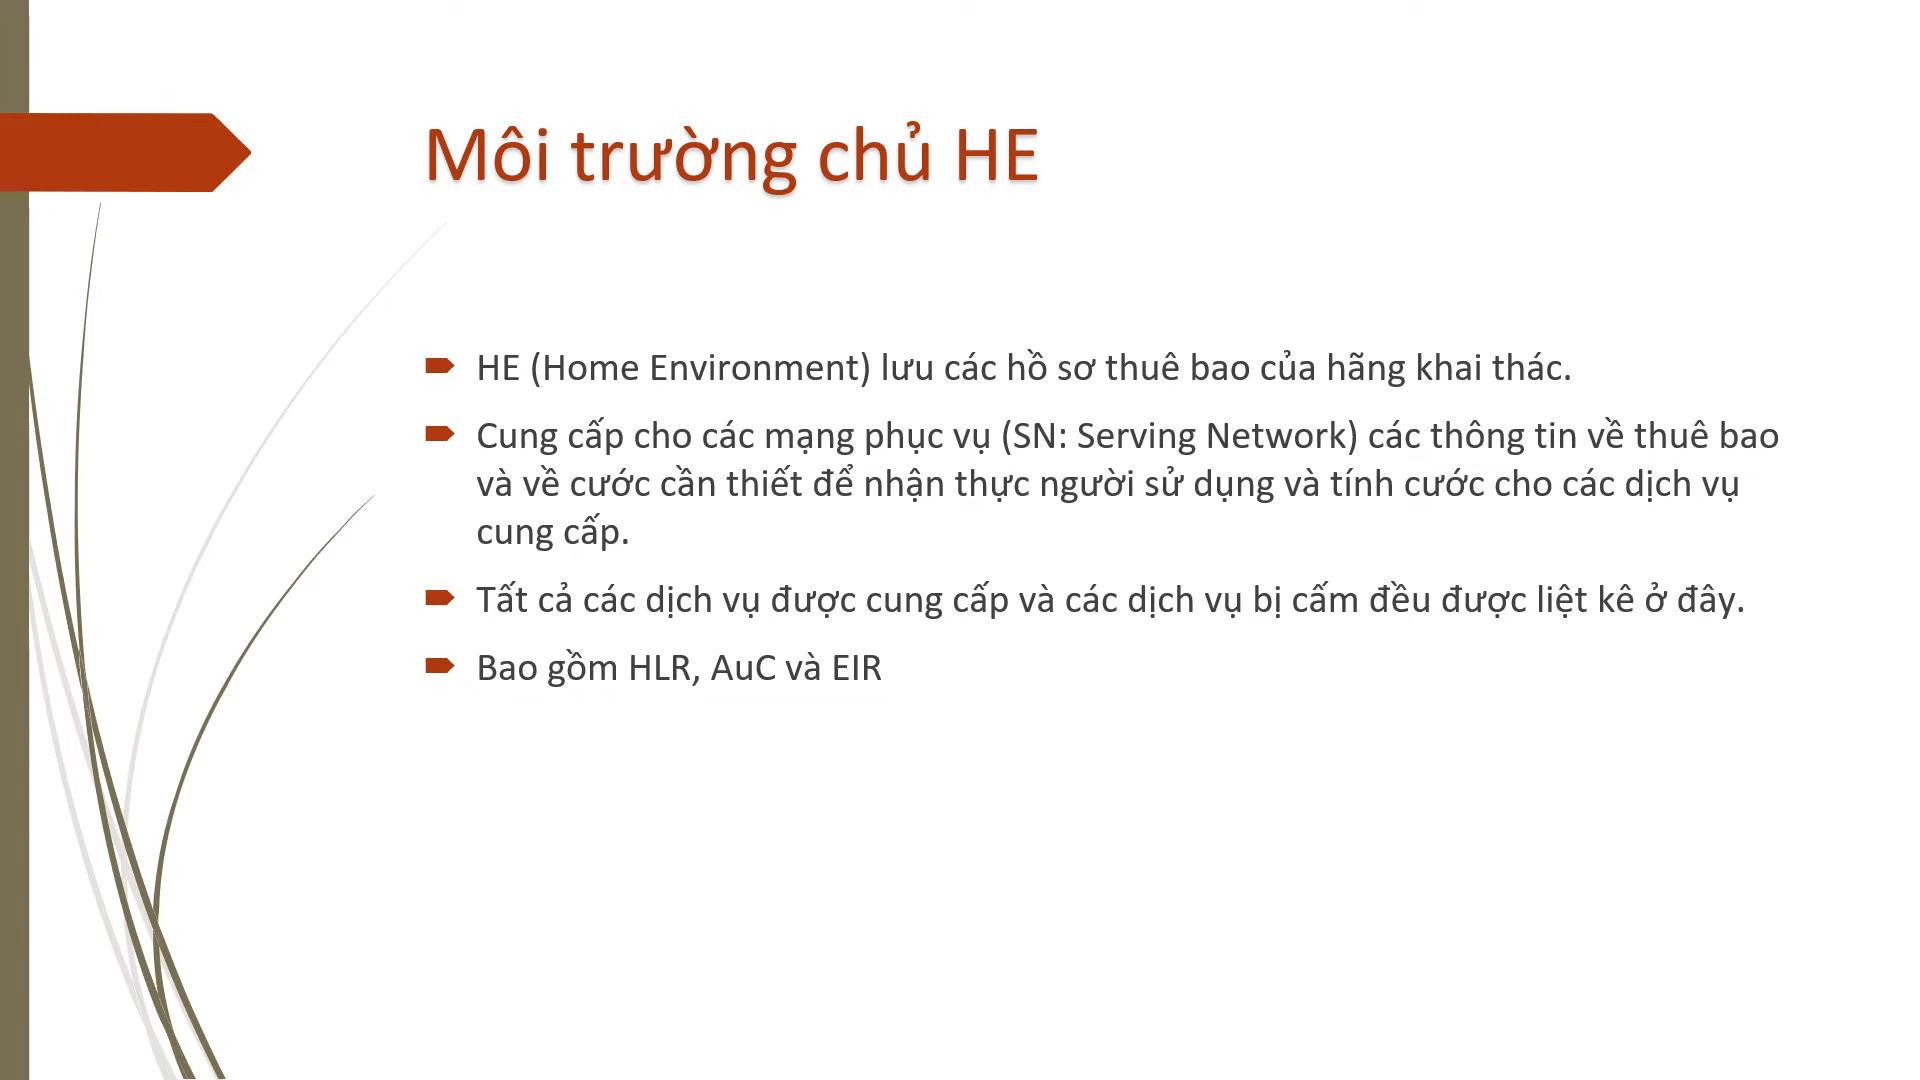 Môi trường chủ HE
HE (Home Environment) lưu các hồ sơ thuê bao của hãng khai thác.
Cung cấp cho các mạng phục vụ (SN: Serving Network) các thông tin về thuê bao
và về cước cần thiết để nhận thực người sử dụng và tính cước cho các dịch vụ
cung cấp.
Tất cả các dịch vụ được cung cấp và các dịch vụ bị cấm đều được liệt kê ở đây.
Bao gồm HLR, AuC và EIR